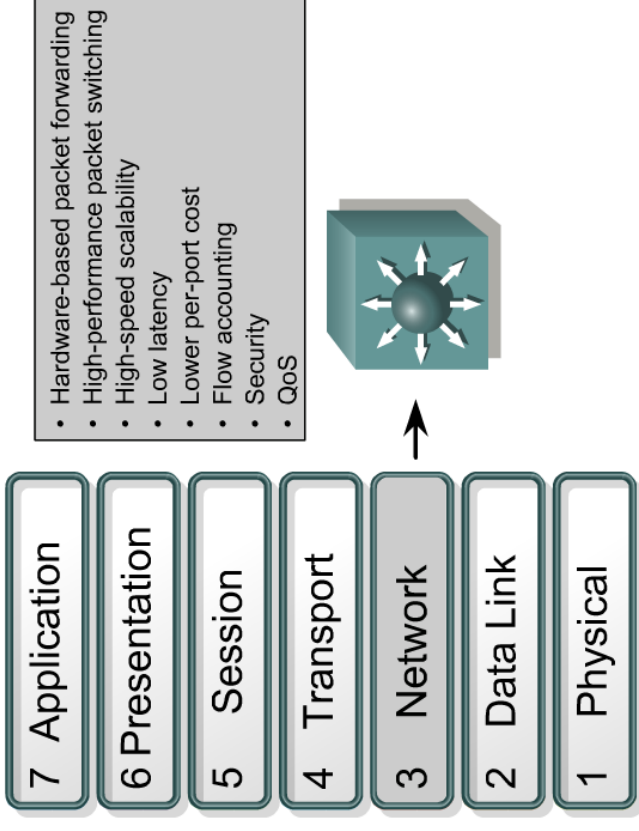 7 Application
6 Presentation
5 Session
4 Transport
3 Network
2 Data Link
1 Physical
• Hardware-based packet forwarding
• High-performance packet switching
• High-speed scalability
• Low latency
• Lower per-port cost
• Flow accounting
• Security
• QoS